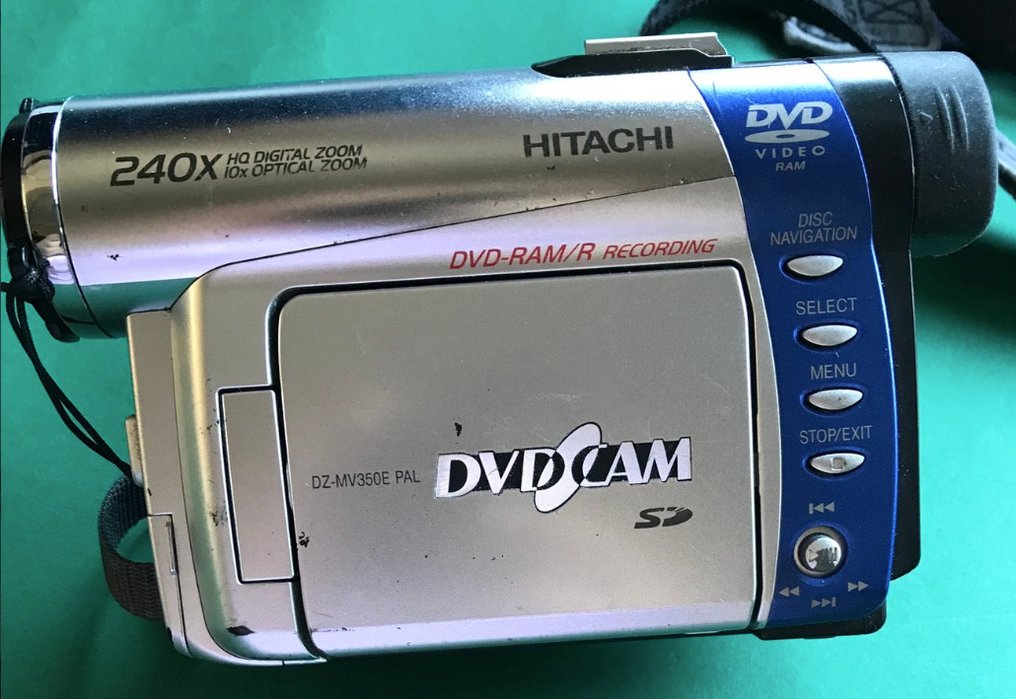 240X HQ DIGITAL ZOOM
10x OPTICAL ZOOM
HITACHI
DVD
VIDEO
RAM
DVD-RAM/R RECORDING
DISC
NAVIGATION
SELECT
MENU
STOP/EXIT
DZ-MV350E PAL
DVDCAM
SD